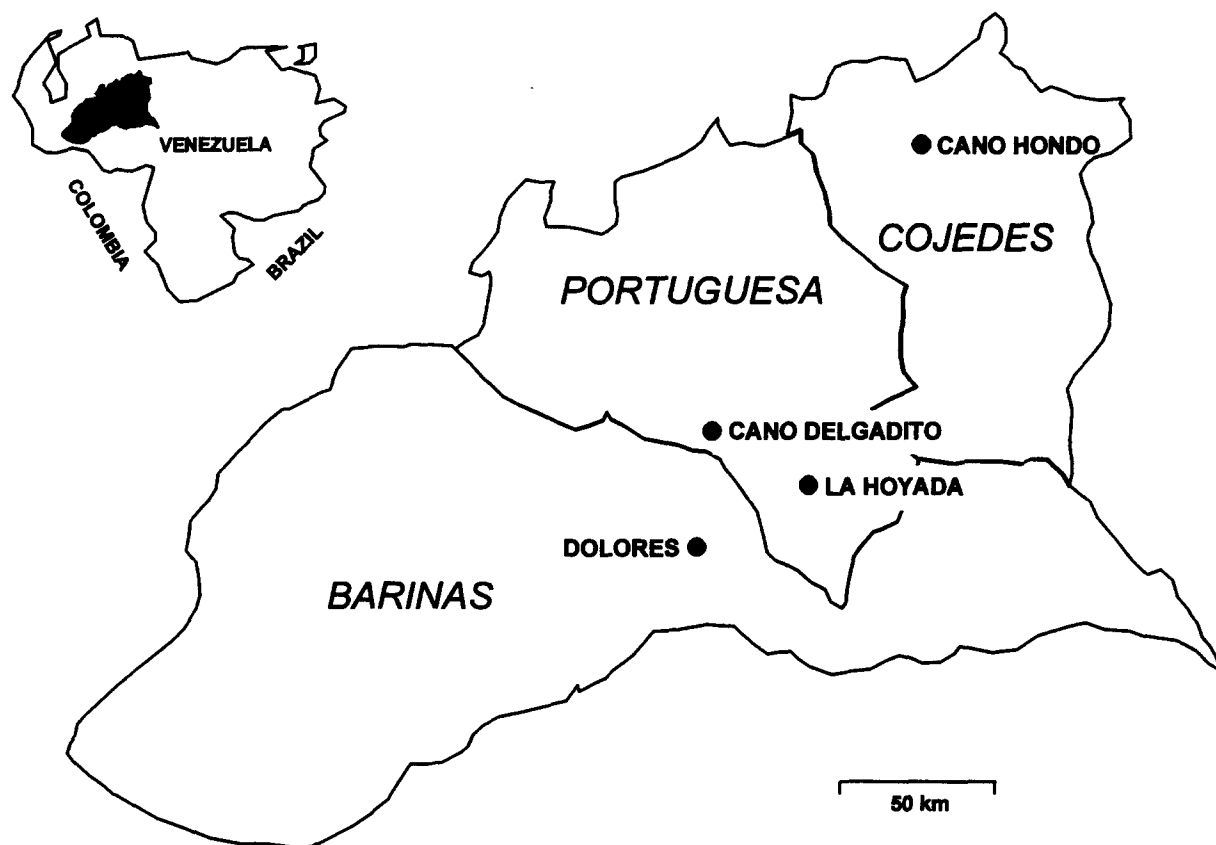 VENEZUELA
COLOMBIA
BRAZIL
CANO HONDO
COJEDES
PORTUGUESA
CANO DELGADITO
LA HOYADA
DOLORES
BARINAS
50 km